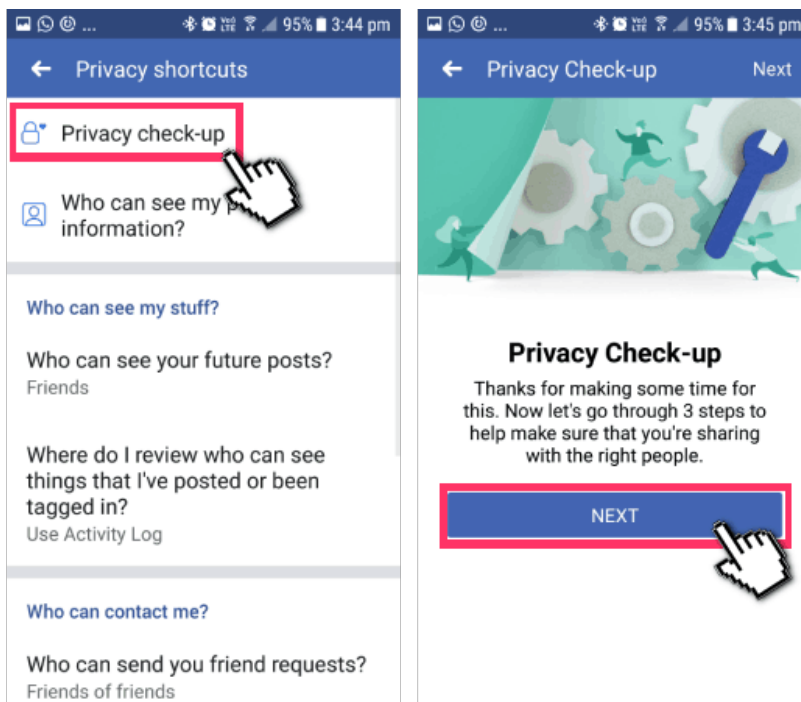 ... Vo) LTE 95% 3:44 pm
Privacy shortcuts
Privacy check-up
Who can see my
information?
Who can see my stuff?
Who can see your future posts?
Friends
Where do I review who can see
things that I've posted or been
tagged in?
Use Activity Log
Who can contact me?
Who can send you friend requests?
Friends of friends
... Vo) LTE 95% 3:45 pm
Privacy Check-up Next
Privacy Check-up
Thanks for making some time for
this. Now let's go through 3 steps to
help make sure that you're sharing
with the right people.
NEXT